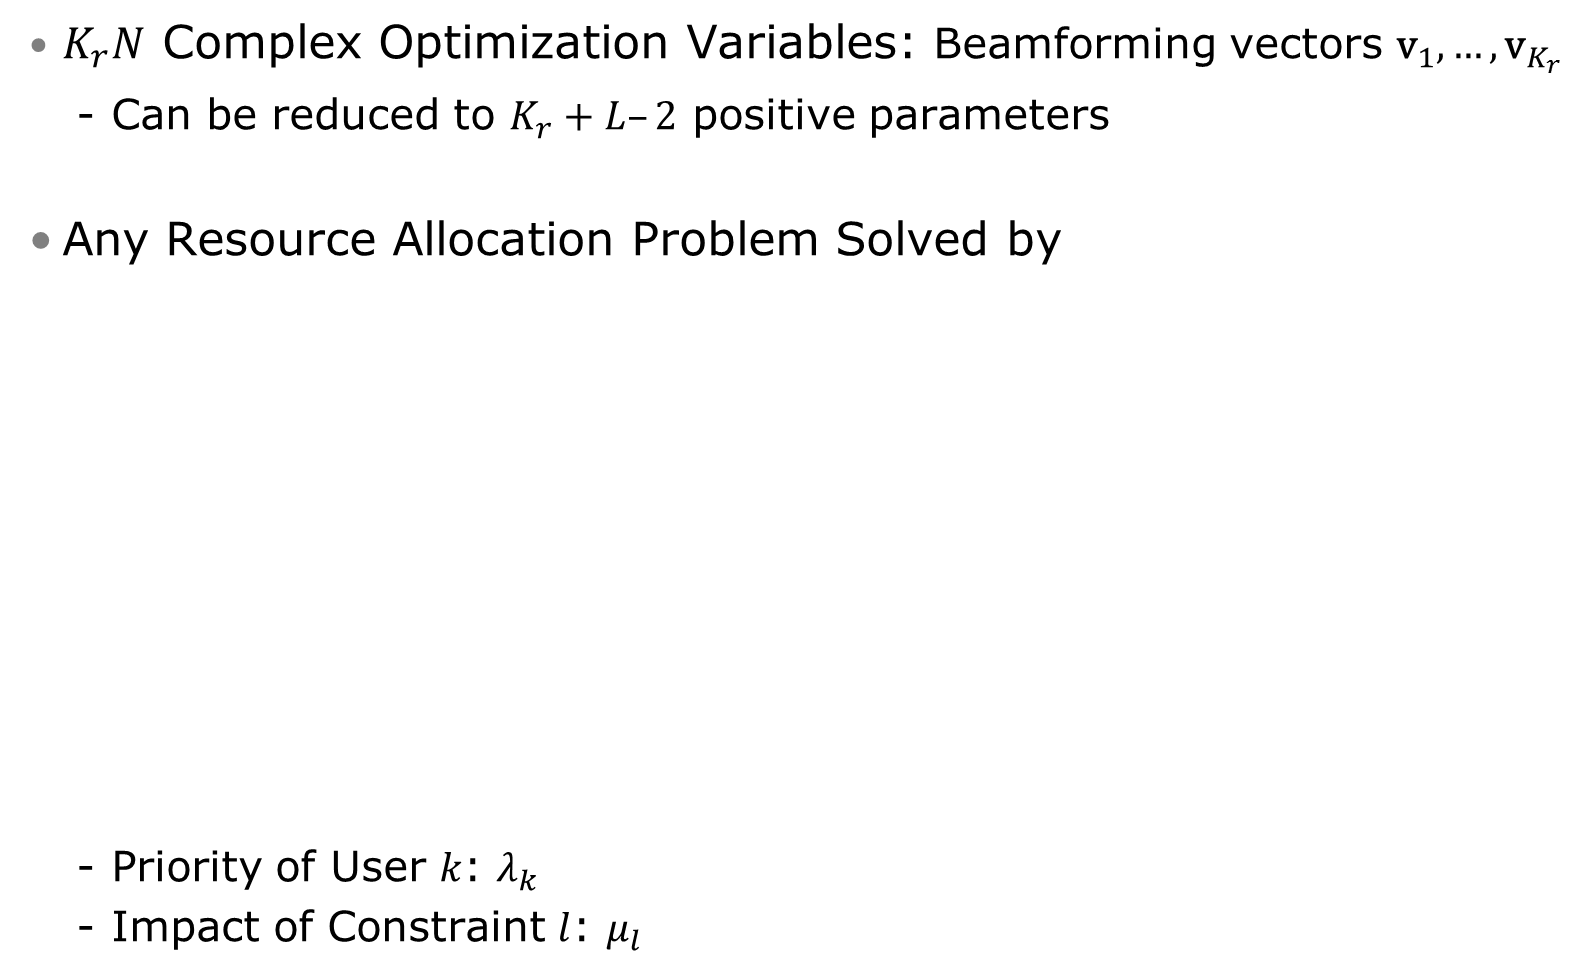 • K_r N Complex Optimization Variables: Beamforming vectors v_1, … , v_{K_r}
- Can be reduced to K_r + L– 2 positive parameters
• Any Resource Allocation Problem Solved by
- Priority of User k: λ_k
- Impact of Constraint l: μ_l